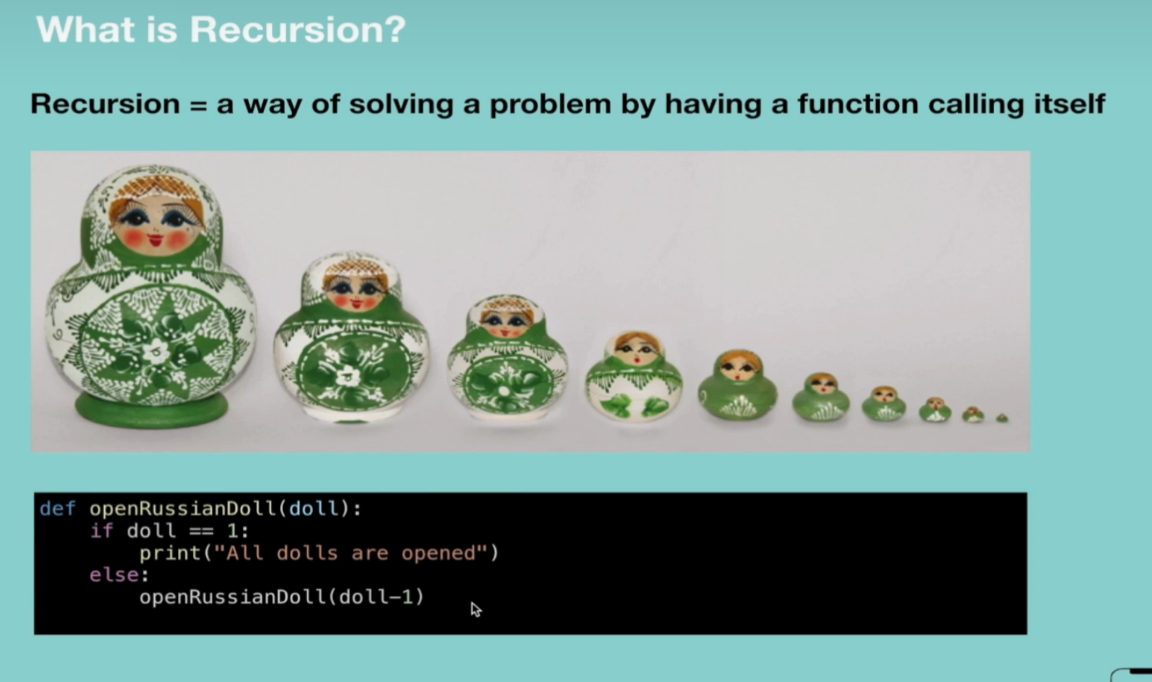 What is Recursion?
Recursion = a way of solving a problem by having a function calling itself
def openRussianDoll(doll):
    if doll == 1:
        print("All dolls are opened")
    else:
        openRussianDoll(doll-1)